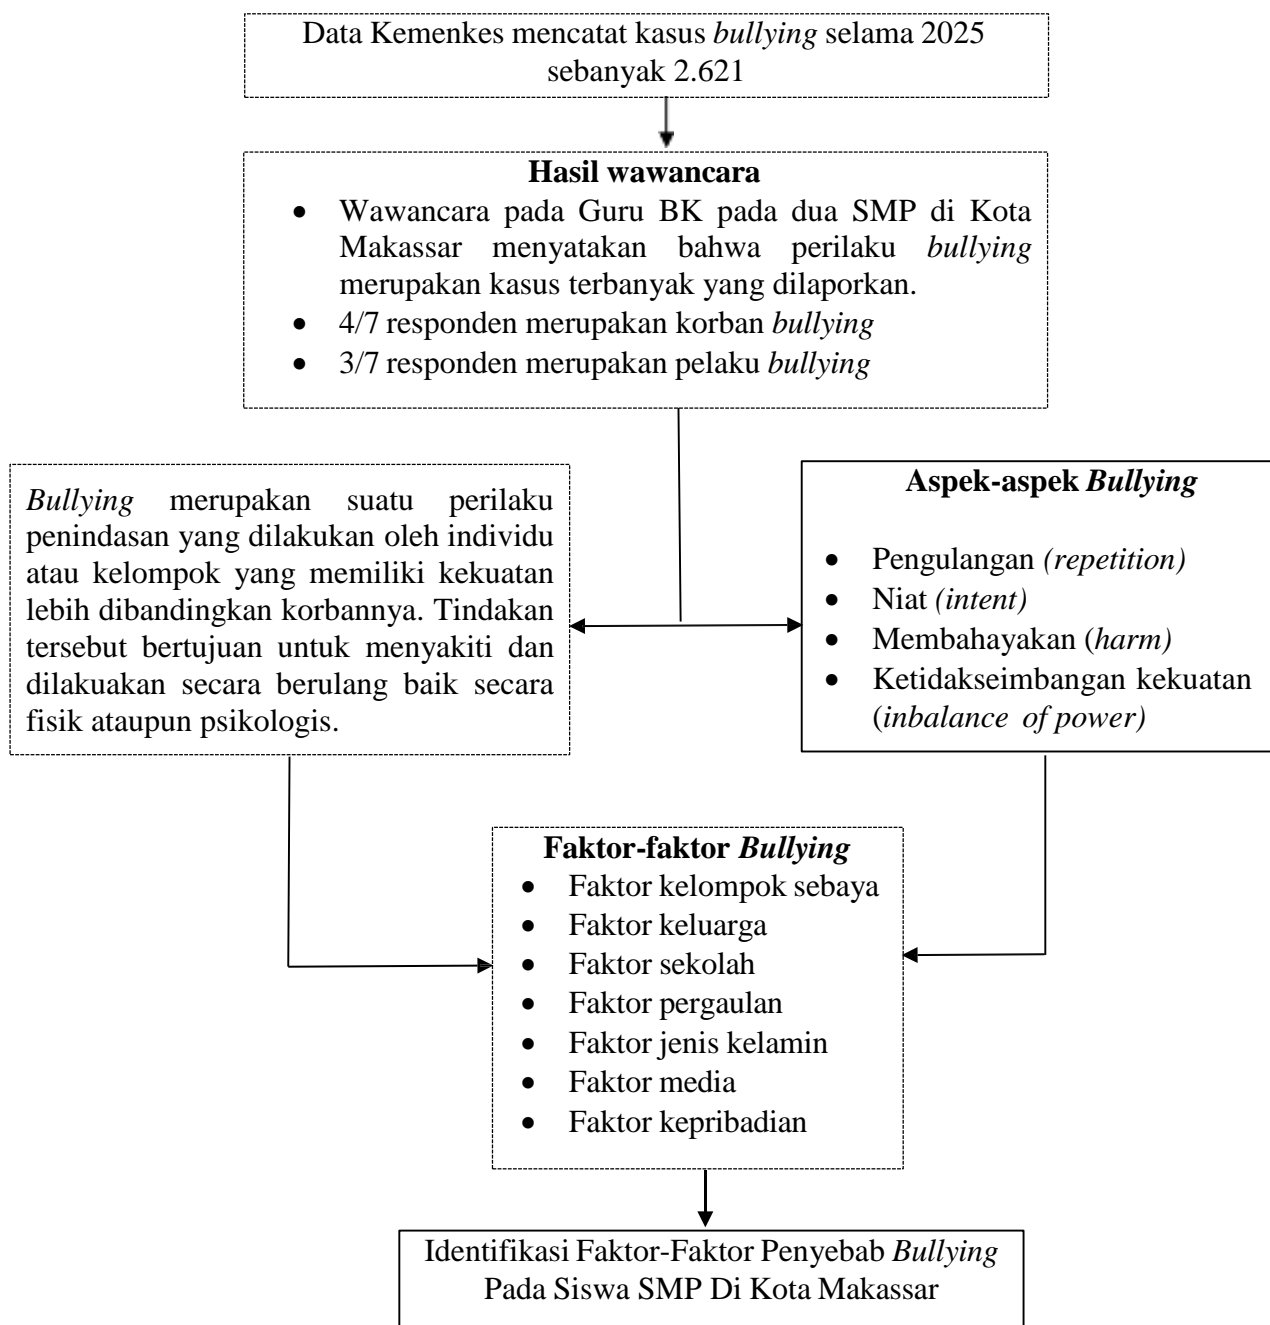 Data Kemenkes mencatat kasus bullying selama 2025
sebanyak 2.621
Hasil wawancara
• Wawancara pada Guru BK pada dua SMP di Kota
Makassar menyatakan bahwa perilaku bullying
merupakan kasus terbanyak yang dilaporkan.
• 4/7 responden merupakan korban bullying
• 3/7 responden merupakan pelaku bullying
Bullying merupakan suatu perilaku
penindasan yang dilakukan oleh individu
atau kelompok yang memiliki kekuatan
lebih dibandingkan korbannya. Tindakan
tersebut bertujuan untuk menyakiti dan
dilakuakan secara berulang baik secara
fisik ataupun psikologis.
Aspek-aspek Bullying
• Pengulangan (repetition)
• Niat (intent)
• Membahayakan (harm)
• Ketidakseimbangan kekuatan
(inbalance of power)
Faktor-faktor Bullying
• Faktor kelompok sebaya
• Faktor keluarga
• Faktor sekolah
• Faktor pergaulan
• Faktor jenis kelamin
• Faktor media
• Faktor kepribadian
Identifikasi Faktor-Faktor Penyebab Bullying
Pada Siswa SMP Di Kota Makassar